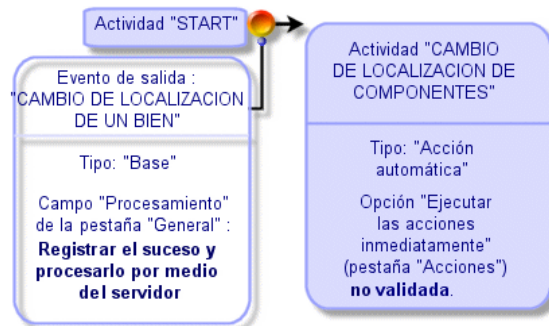 Actividad "START"
Evento de salida :
"CAMBIO DE LOCALIZACION
DE UN BIEN"
Tipo: "Base"
Campo "Procesamiento"
de la pestaña "General" :
Registrar el suceso y
procesarlo por medio
del servidor
Actividad "CAMBIO
DE LOCALIZACION DE
COMPONENTES"
Tipo: "Acción
automática"
Opción "Ejecutar
las acciones
inmediatamente"
(pestaña "Acciones")
no validada.